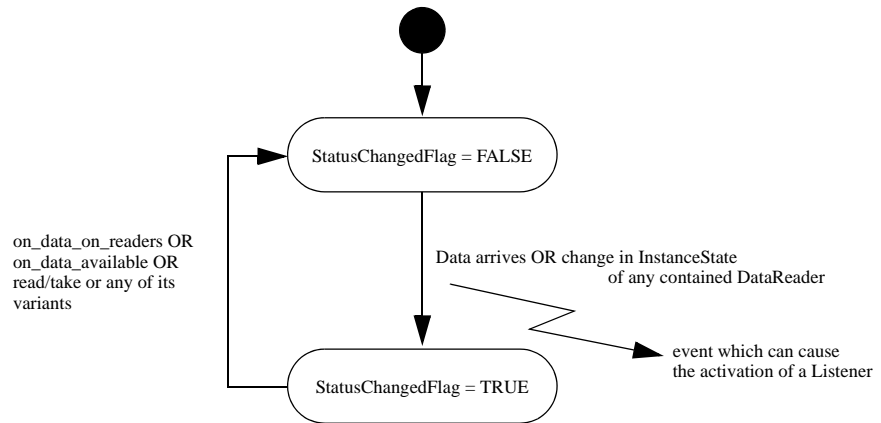 StatusChangedFlag = FALSE
on_data_on_readers OR
on_data_available OR
read/take or any of its
variants
Data arrives OR change in InstanceState
of any contained DataReader
event which can cause
the activation of a Listener
StatusChangedFlag = TRUE